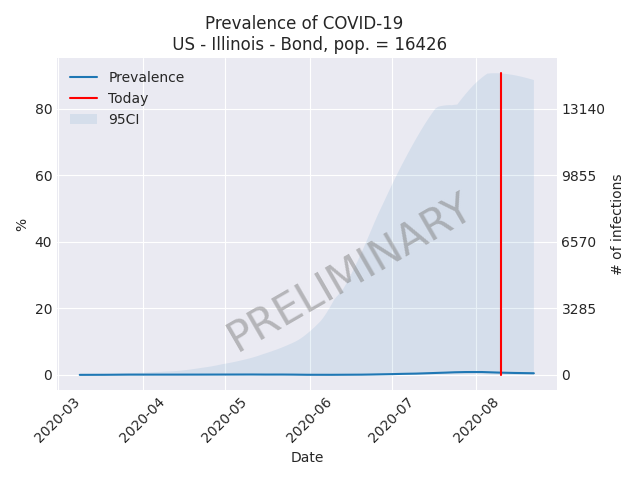 Prevalence of COVID-19
US - Illinois - Bond, pop. = 16426
Prevalence
Today
95CI
80
60
40
20
0
%
13140
9855
6570
3285
0
# of infections
PRELIMINARY
2020-03
2020-04
2020-05
2020-06
2020-07
2020-08
Date